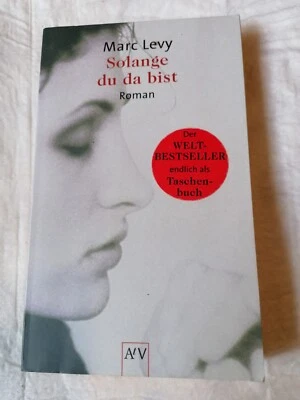 Marc Levy
Solange
du da bist
Roman
Der
WELT-
BESTSELLER
endlich als
Taschen-
buch
AtV